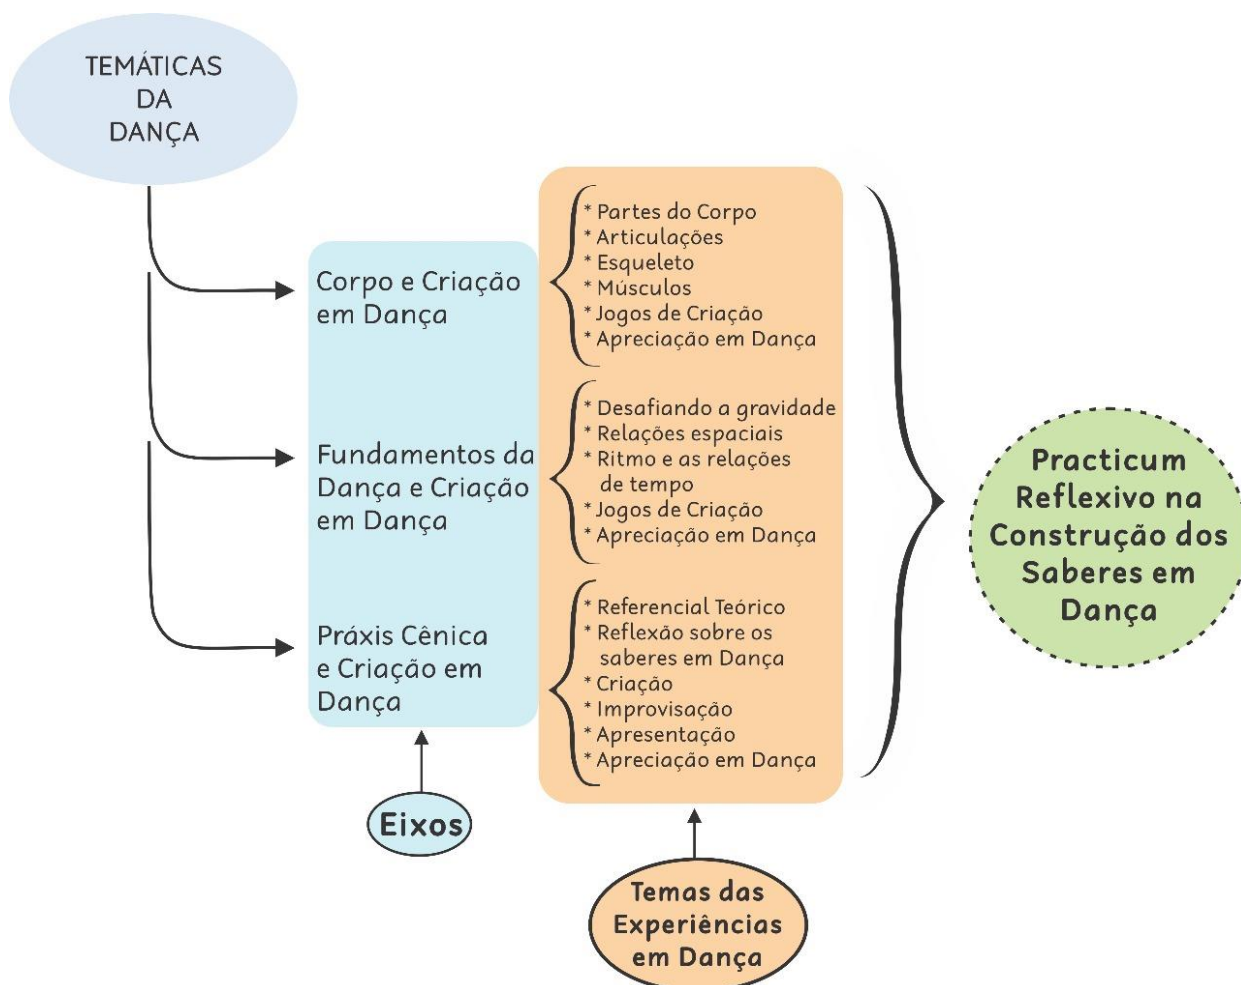 TEMÁTICAS
DA
DANÇA
Corpo e Criação
em Dança
* Partes do Corpo
* Articulações
* Esqueleto
* Músculos
* Jogos de Criação
* Apreciação em Dança
Fundamentos da
Dança e Criação
em Dança
* Desafiando a gravidade
* Relações espaciais
* Ritmo e as relações
de tempo
* Jogos de Criação
* Apreciação em Dança
Práxis Cênica
e Criação em
Dança
* Referencial Teórico
* Reflexão sobre os
saberes em Dança
* Criação
* Improvisação
* Apresentação
* Apreciação em Dança
Practicum
Reflexivo na
Construção dos
Saberes em
Dança
Eixos
Temas das
Experiências
em Dança